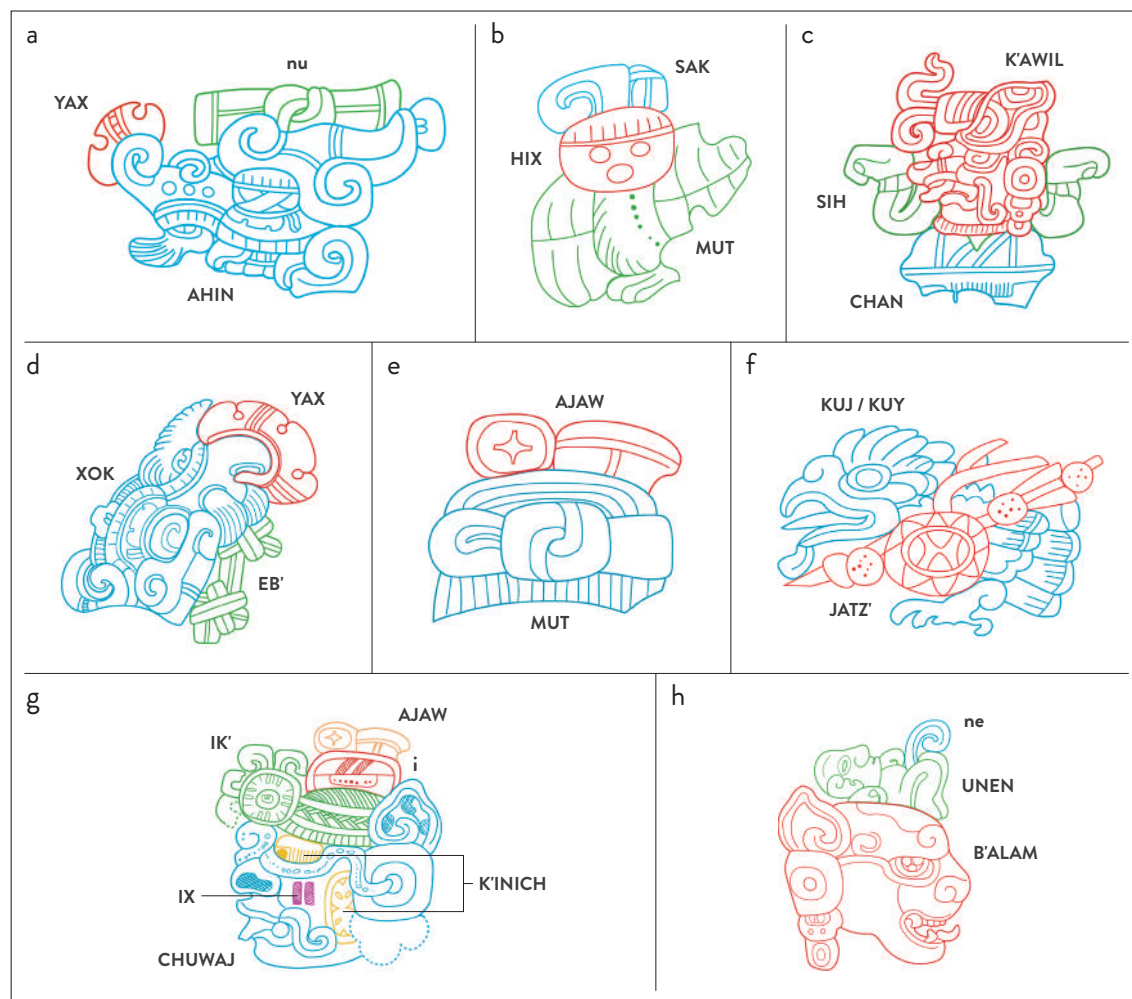 a
nu
YAX
AHIN
b
SAK
HIX
MUT
c
K'AWIL
SIH
CHAN
d
YAX
XOK
EB'
e
AJAW
MUT
f
KUJ / KUY
JATZ'
g
AJAW
IK'
i
K'INICH
IX
CHUWAJ
h
ne
UNEN
B'ALAM